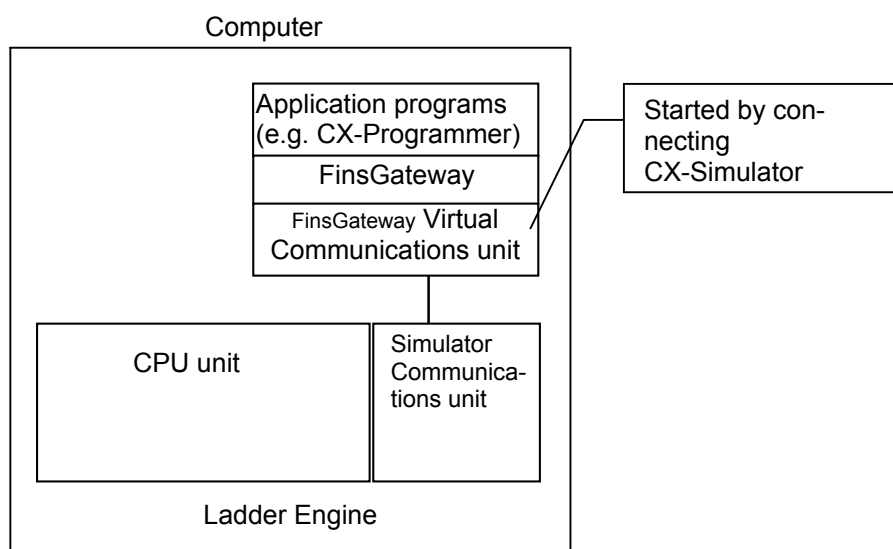 Computer
Application programs
(e.g. CX-Programmer)
FinsGateway
FinsGateway Virtual
Communications unit
Started by con-
necting
CX-Simulator
CPU unit
Simulator
Communica-
tions unit
Ladder Engine